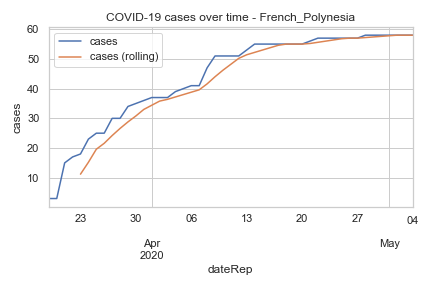 COVID-19 cases over time - French_Polynesia
cases
cases (rolling)
60
50
40
30
20
10
cases
23 30 06 13 20 27 04
Apr May
2020
dateRep